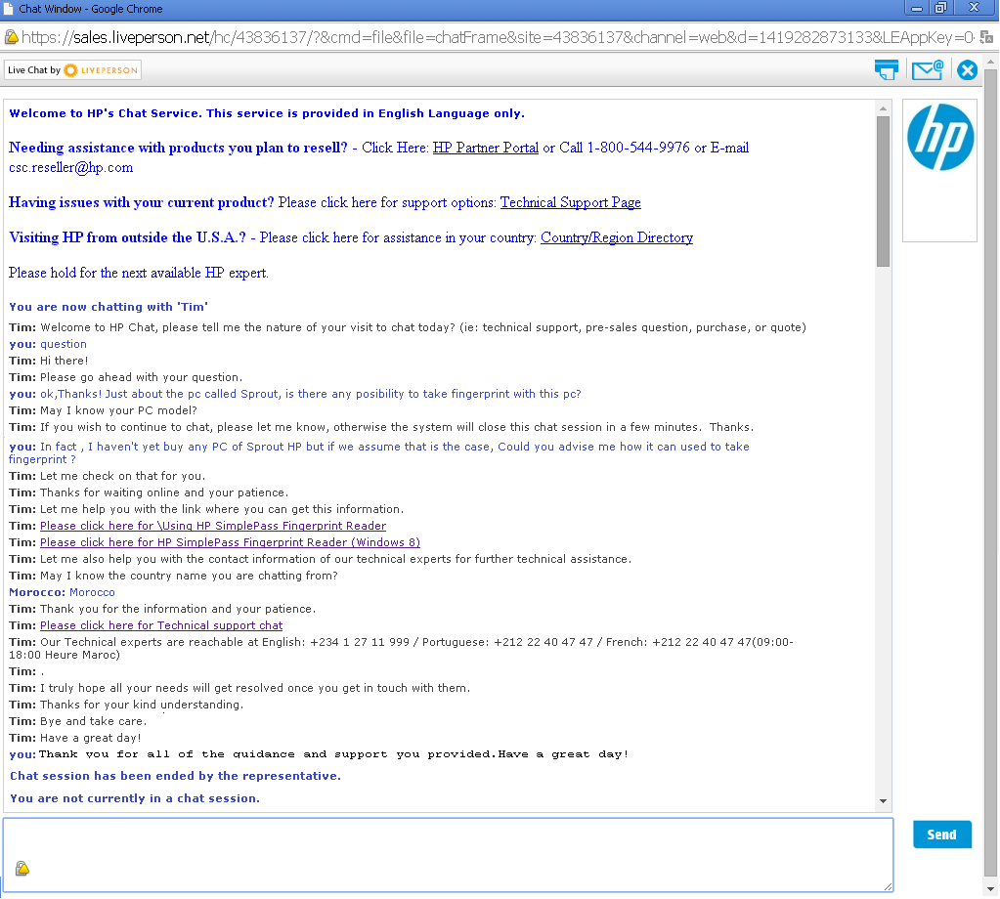 Chat Window - Google Chrome
https://sales.liveperson.net/hc/43836137/?&cmd=file&file=chatFrame&site=43836137&channel=web&d=1419282873133&LEAppKey=0-
Live Chat by LIVEPERSON
Welcome to HP's Chat Service. This service is provided in English Language only.
hp
Needing assistance with products you plan to resell? - Click Here: HP Partner Portal or Call 1-800-544-9976 or E-mail
csc.reseller@hp.com
Having issues with your current product? Please click here for support options: Technical Support Page
Visiting HP from outside the U.S.A.? - Please click here for assistance in your country: Country/Region Directory
Please hold for the next available HP expert.
You are now chatting with 'Tim'
Tim: Welcome to HP Chat, please tell me the nature of your visit to chat today? (ie: technical support, pre-sales question, purchase, or quote)
you: question
Tim: Hi there!
Tim: Please go ahead with your question.
you: ok,Thanks! Just about the pc called Sprout, is there any posibility to take fingerprint with this pc?
Tim: May I know your PC model?
Tim: If you wish to continue to chat, please let me know, otherwise the system will close this chat session in a few minutes. Thanks.
you: In fact , I haven't yet buy any PC of Sprout HP but if we assume that is the case, Could you advise me how it can used to take
fingerprint ?
Tim: Let me check on that for you.
Tim: Thanks for waiting online and your patience.
Tim: Let me help you with the link where you can get this information.
Tim: Please click here for \Using HP SimplePass Fingerprint Reader
Tim: Please click here for HP SimplePass Fingerprint Reader (Windows 8)
Tim: Let me also help you with the contact information of our technical experts for further technical assistance.
Tim: May I know the country name you are chatting from?
Morocco: Morocco
Tim: Thank you for the information and your patience.
Tim: Please click here for Technical support chat
Tim: Our Technical experts are reachable at English: +234 1 27 11 999 / Portuguese: +212 22 40 47 47 / French: +212 22 40 47 47(09:00-
18:00 Heure Maroc)
Tim: .
Tim: I truly hope all your needs will get resolved once you get in touch with them.
Tim: Thanks for your kind understanding.
Tim: Bye and take care.
Tim: Have a great day!
you: Thank you for all of the guidance and support you provided.Have a great day!
Chat session has been ended by the representative.
You are not currently in a chat session.
Send